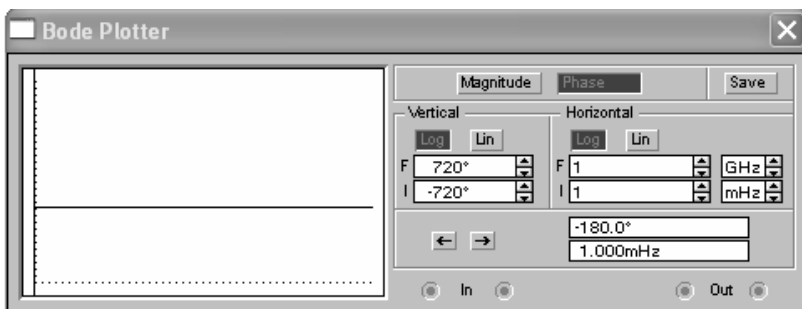 Bode Plotter
Magnitude Phase Save
Vertical Horizontal
Log Lin Log Lin
F 720° F 1 GHz
I -720° I 1 mHz
← → -180.0°
1.000mHz
In Out